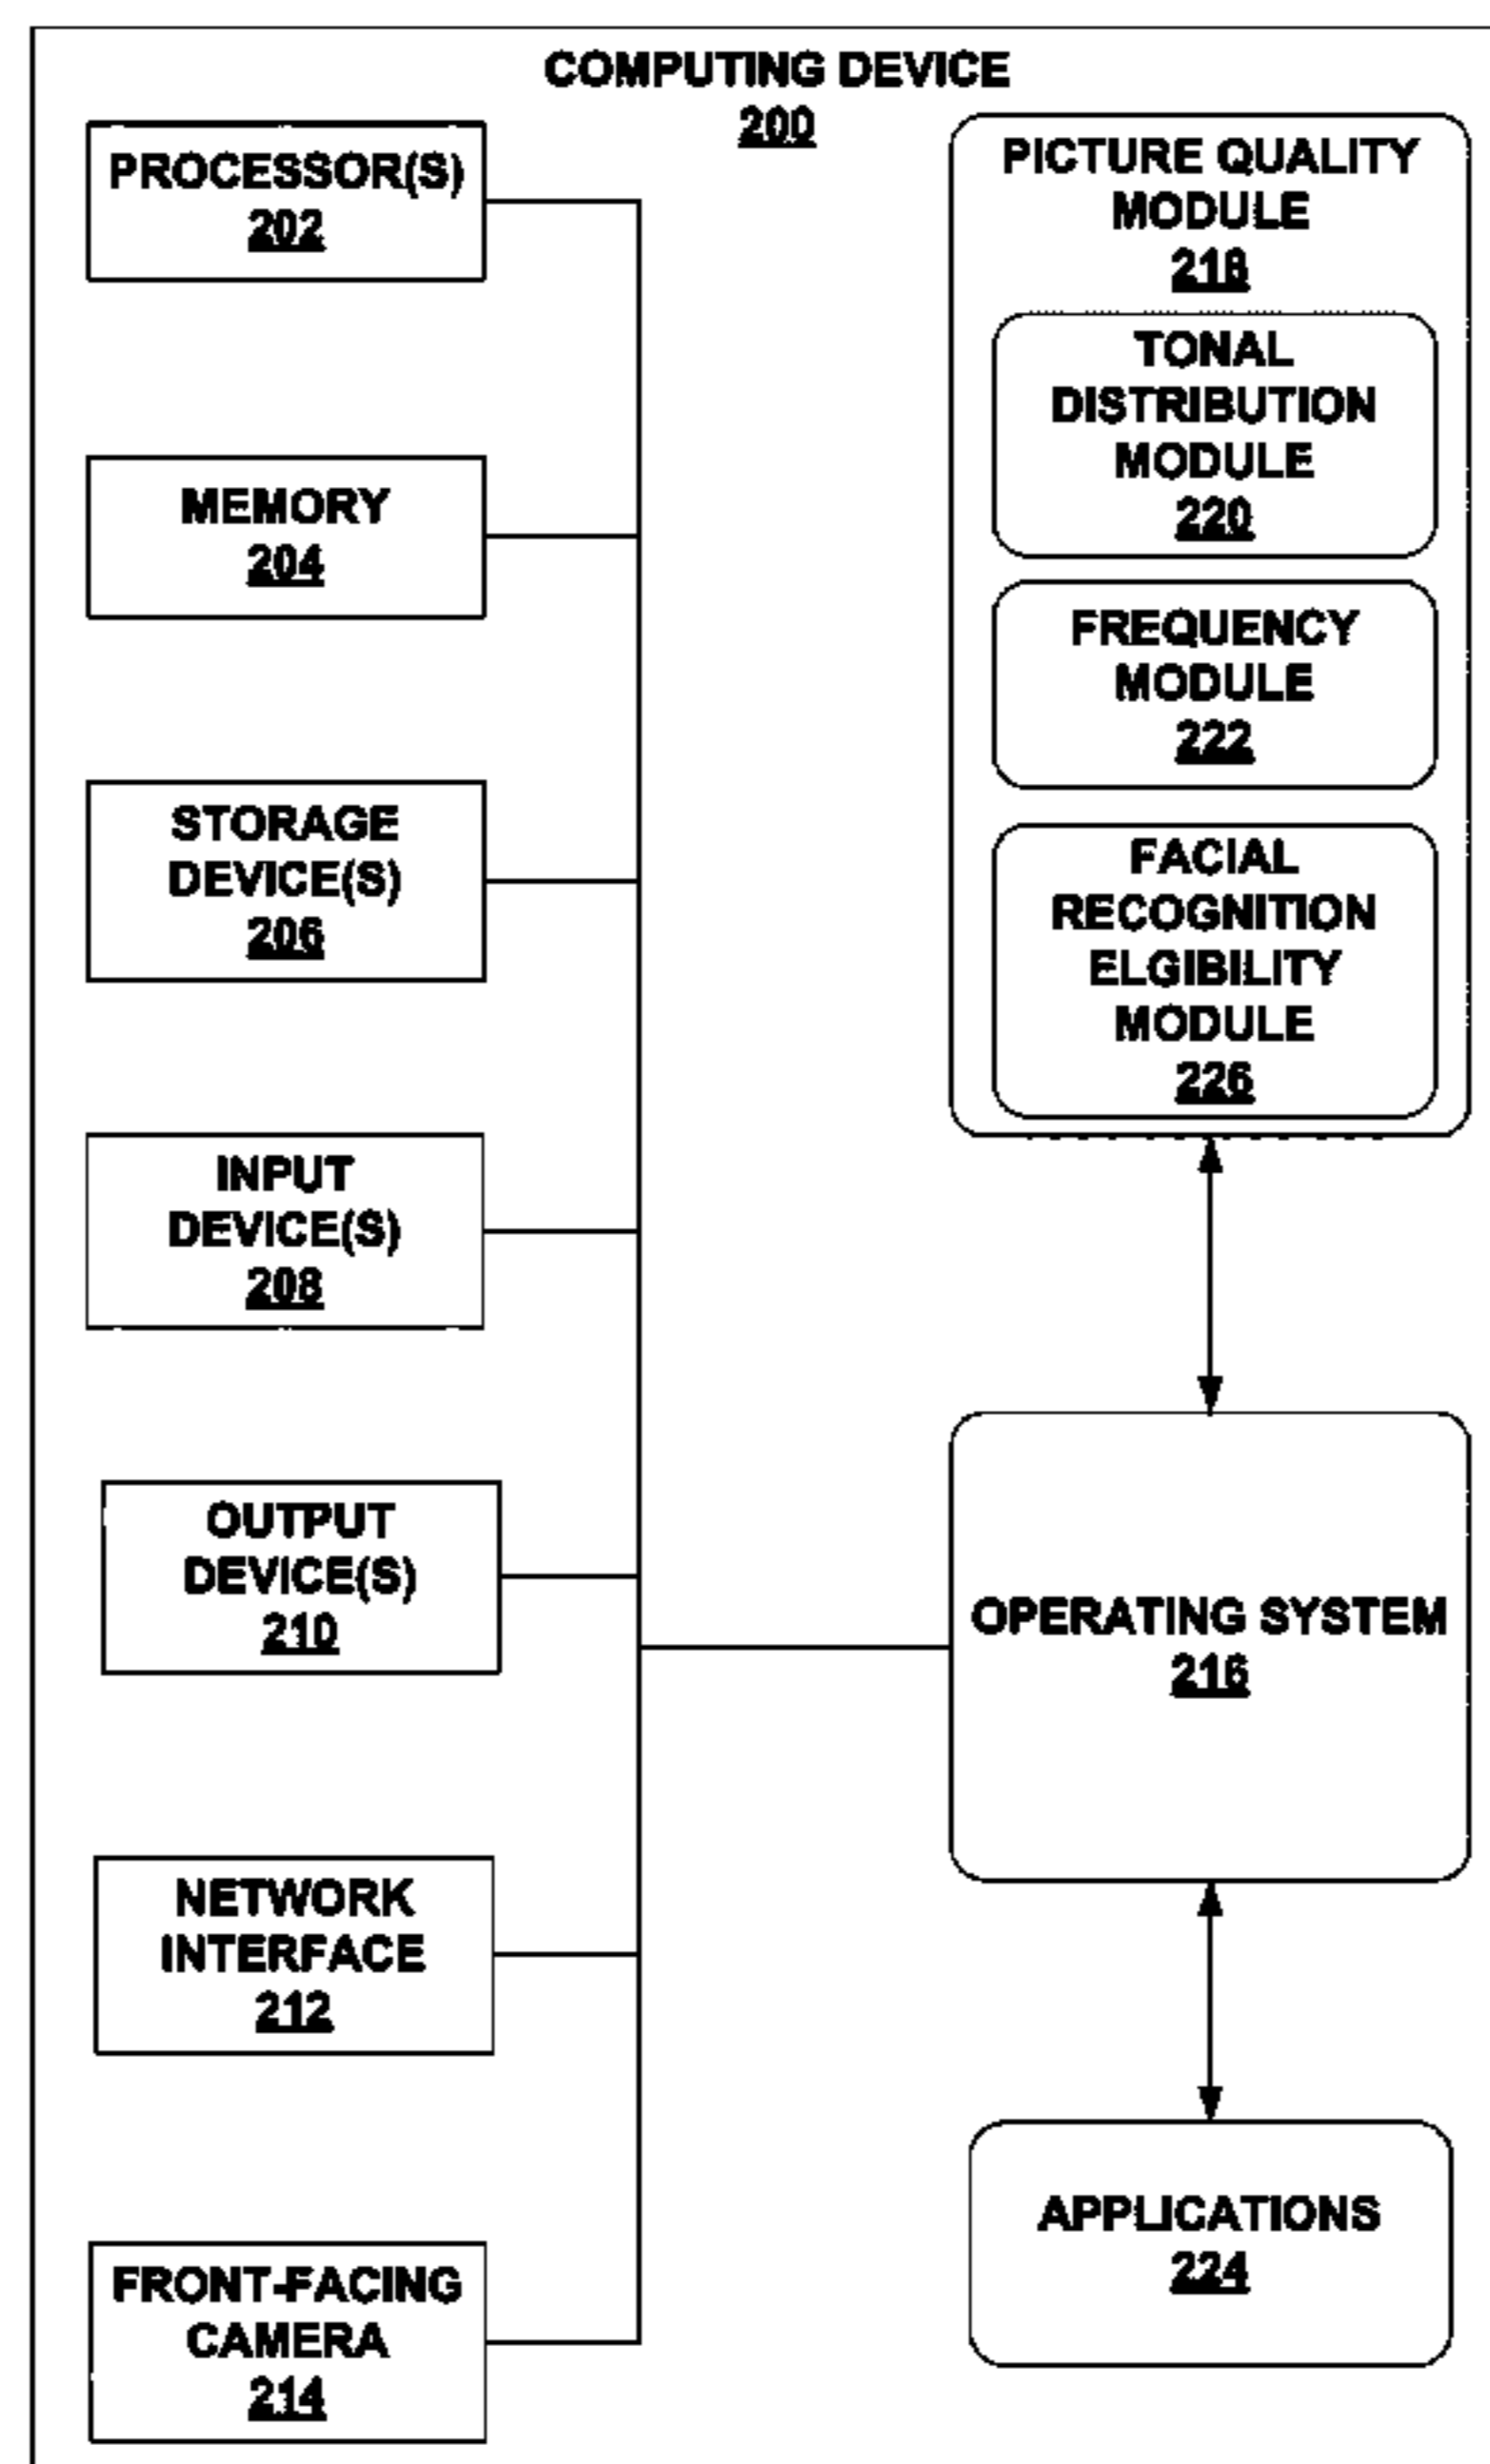 COMPUTING DEVICE
200
PROCESSOR(S)
202
MEMORY
204
STORAGE
DEVICE(S)
206
INPUT
DEVICE(S)
208
OUTPUT
DEVICE(S)
210
NETWORK
INTERFACE
212
FRONT-FACING
CAMERA
214
PICTURE QUALITY
MODULE
218
TONAL
DISTRIBUTION
MODULE
220
FREQUENCY
MODULE
222
FACIAL
RECOGNITION
ELGIBILITY
MODULE
226
OPERATING SYSTEM
216
APPLICATIONS
224